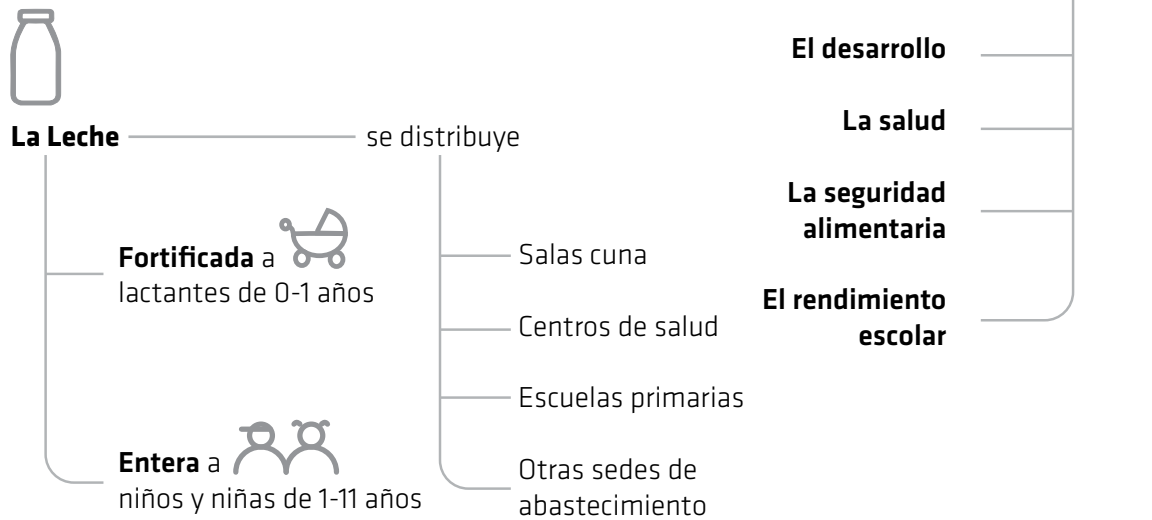 La Leche
se distribuye
Fortificada a
lactantes de 0-1 años
Entera a
niños y niñas de 1-11 años
Salas cuna
Centros de salud
Escuelas primarias
Otras sedes de
abastecimiento
El desarrollo
La salud
La seguridad
alimentaria
El rendimiento
escolar